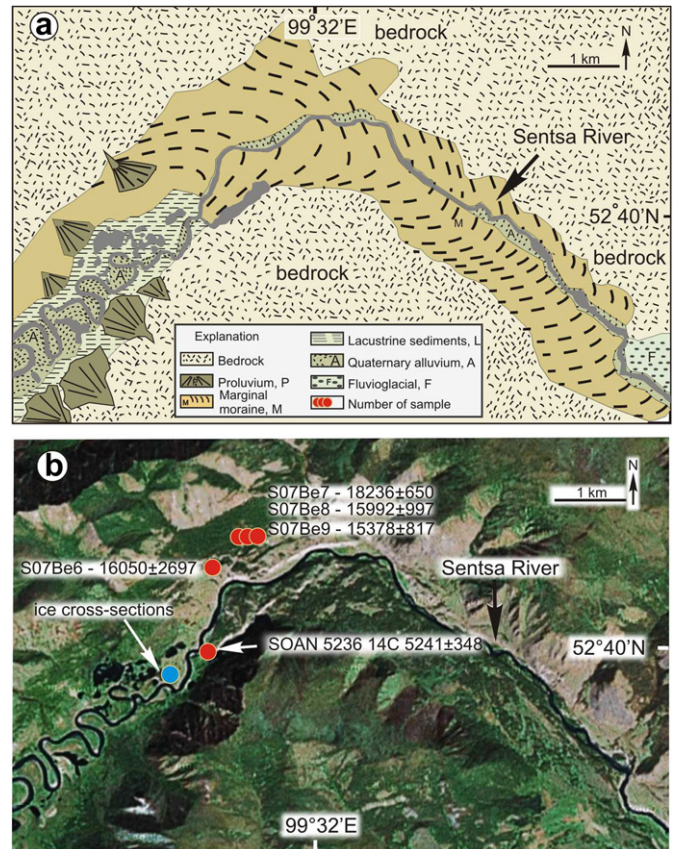 a
99°32'E
bedrock
N
1 km
Sentsa River
A
52°40'N
M
bedrock
bedrock
A
A
F
Explanation
Bedrock
P
Proluvium, P
M
Marginal
moraine, M
Lacustrine sediments, L
A
Quaternary alluvium, A
F
Fluvioglacial, F
Number of sample
b
N
S07Be7 - 18236±650
S07Be8 - 15992±997
S07Be9 - 15378±817
1 km
S07Be6 - 16050±2697
Sentsa River
ice cross-sections
SOAN 5236 14C 5241±348
52°40'N
99°32'E